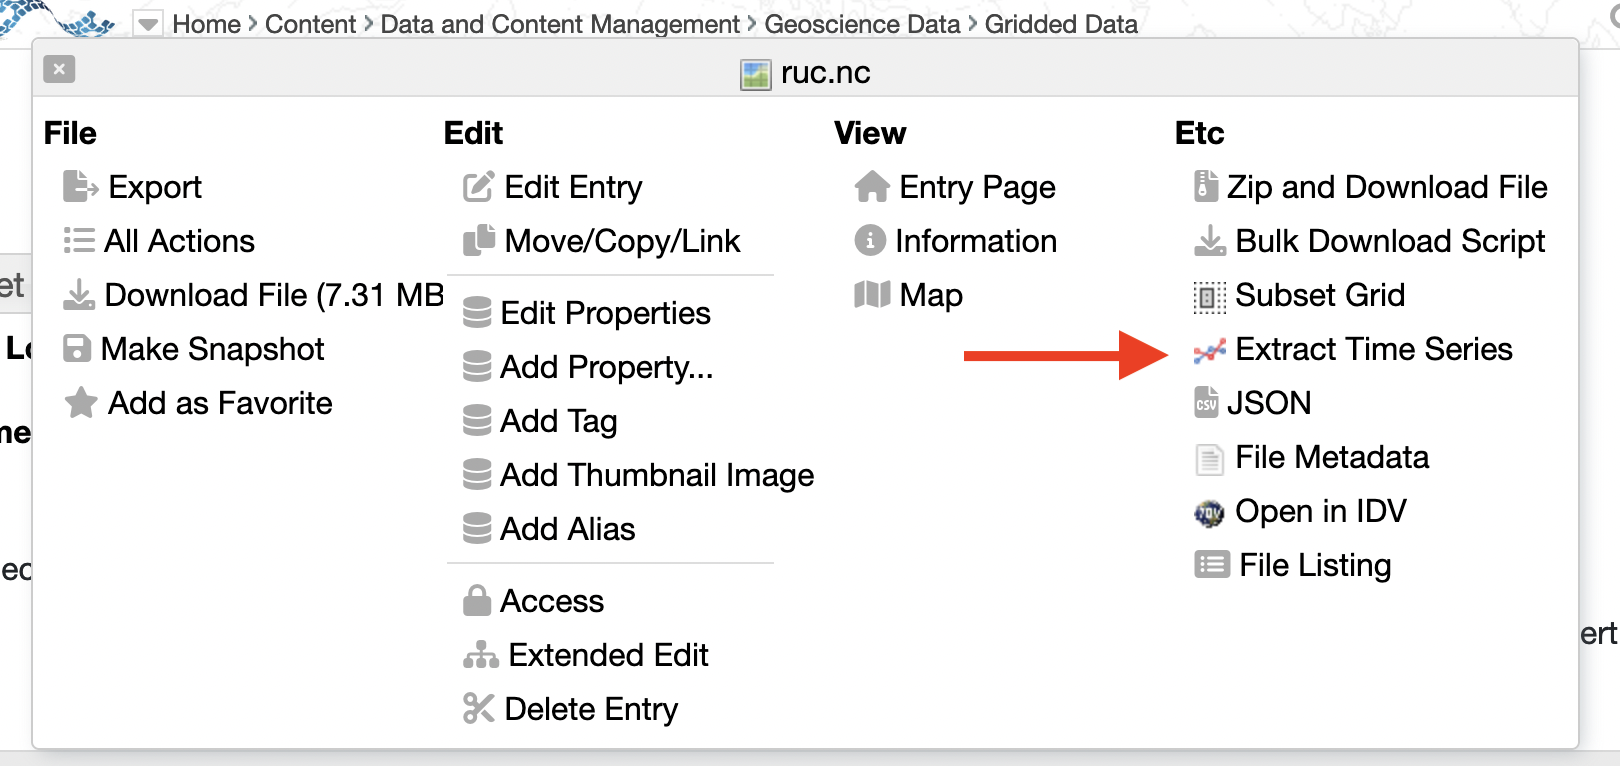 Home > Content > Data and Content Management > Geoscience Data > Gridded Data
ruc.nc
File
Export
All Actions
Download File (7.31 MB
Make Snapshot
Add as Favorite
Edit
Edit Entry
Move/Copy/Link
Edit Properties
Add Property...
Add Tag
Add Thumbnail Image
Add Alias
Access
Extended Edit
Delete Entry
View
Entry Page
Information
Map
Etc
Zip and Download File
Bulk Download Script
Subset Grid
Extract Time Series
CSV JSON
File Metadata
IDV Open in IDV
File Listing
et
Lo
me
ec
ert